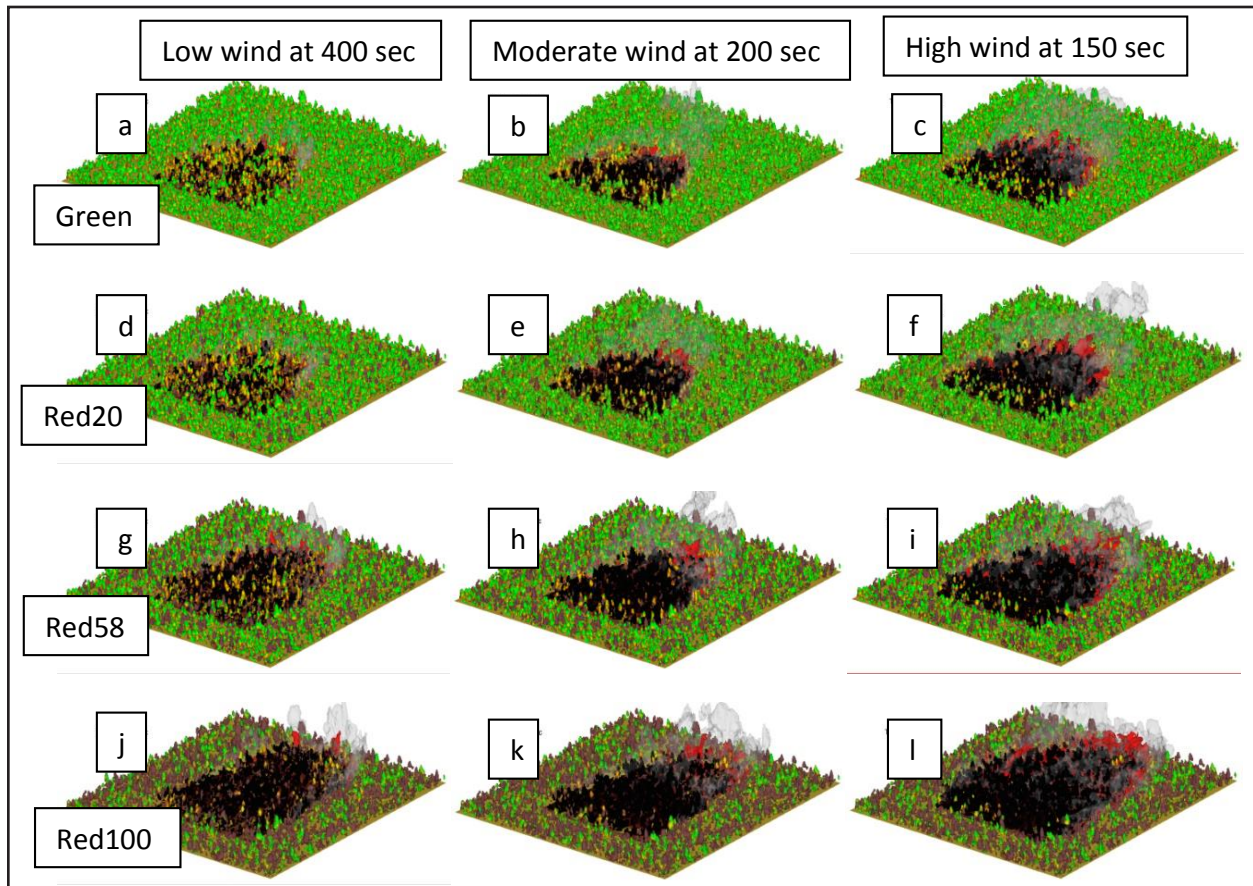 Low wind at 400 sec
Moderate wind at 200 sec
High wind at 150 sec
a
b
c
Green
d
e
f
Red20
g
h
i
Red58
j
k
l
Red100